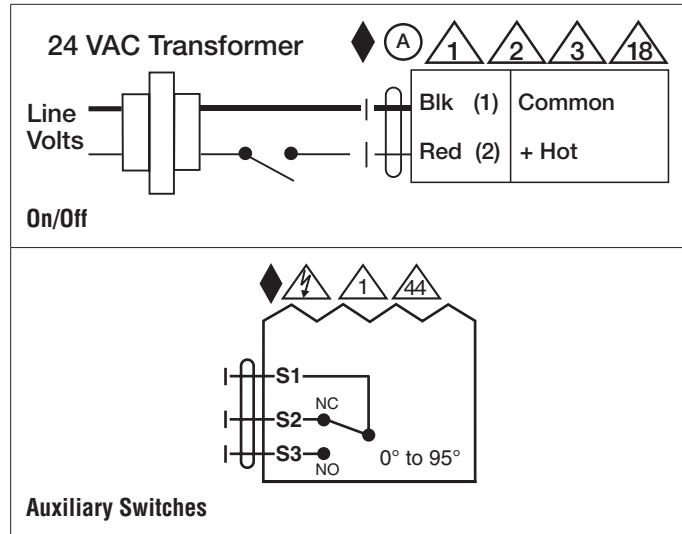 24 VAC Transformer
A 1 2 3 18
Line Volts
Blk (1) Common
Red (2) + Hot
On/Off
1 44
S1
NC
S2
S3
NO
0° to 95°
Auxiliary Switches